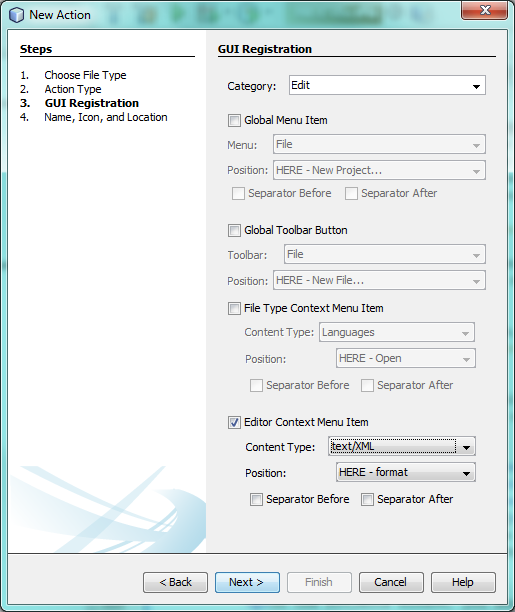 New Action
Steps
1. Choose File Type
2. Action Type
3. GUI Registration
4. Name, Icon, and Location
GUI Registration
Category: Edit
Global Menu Item
Menu: File
Position: HERE - New Project...
Separator Before Separator After
Global Toolbar Button
Toolbar: File
Position: HERE - New File...
File Type Context Menu Item
Content Type: Languages
Position: HERE - Open
Separator Before Separator After
Editor Context Menu Item
Content Type: text/XML
Position: HERE - format
Separator Before Separator After
< Back Next > Finish Cancel Help